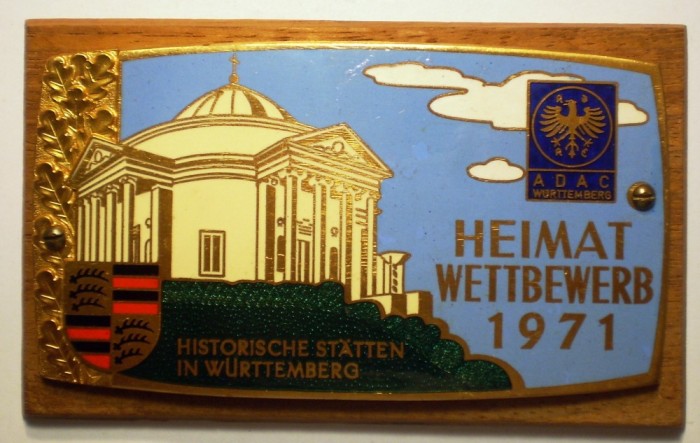 ADAC
WÜRTTEMBERG
HEIMAT
WETTBEWERB
1971
HISTORISCHE STÄTTEN
IN WÜRTTEMBERG